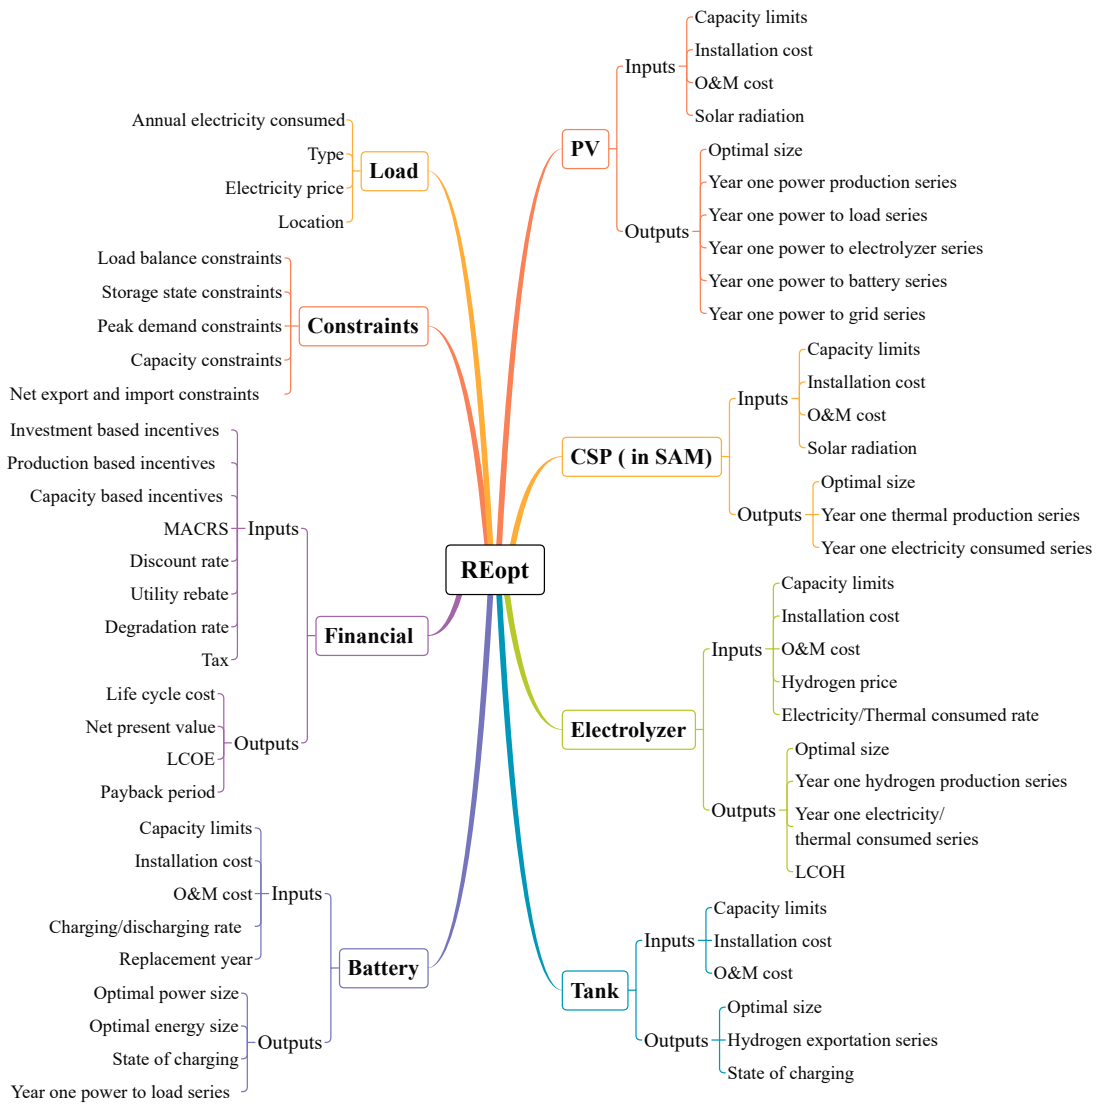 REopt
Load
Annual electricity consumed
Type
Electricity price
Location
Constraints
Load balance constraints
Storage state constraints
Peak demand constraints
Capacity constraints
Net export and import constraints
Financial
Inputs
Investment based incentives
Production based incentives
Capacity based incentives
MACRS
Discount rate
Utility rebate
Degradation rate
Tax
Outputs
Life cycle cost
Net present value
LCOE
Payback period
Battery
Inputs
Capacity limits
Installation cost
O&M cost
Charging/discharging rate
Replacement year
Outputs
Optimal power size
Optimal energy size
State of charging
Year one power to load series
PV
Inputs
Capacity limits
Installation cost
O&M cost
Solar radiation
Outputs
Optimal size
Year one power production series
Year one power to load series
Year one power to electrolyzer series
Year one power to battery series
Year one power to grid series
CSP ( in SAM)
Inputs
Capacity limits
Installation cost
O&M cost
Solar radiation
Outputs
Optimal size
Year one thermal production series
Year one electricity consumed series
Electrolyzer
Inputs
Capacity limits
Installation cost
O&M cost
Hydrogen price
Electricity/Thermal consumed rate
Outputs
Optimal size
Year one hydrogen production series
Year one electricity/
thermal consumed series
LCOH
Tank
Inputs
Capacity limits
Installation cost
O&M cost
Outputs
Optimal size
Hydrogen exportation series
State of charging